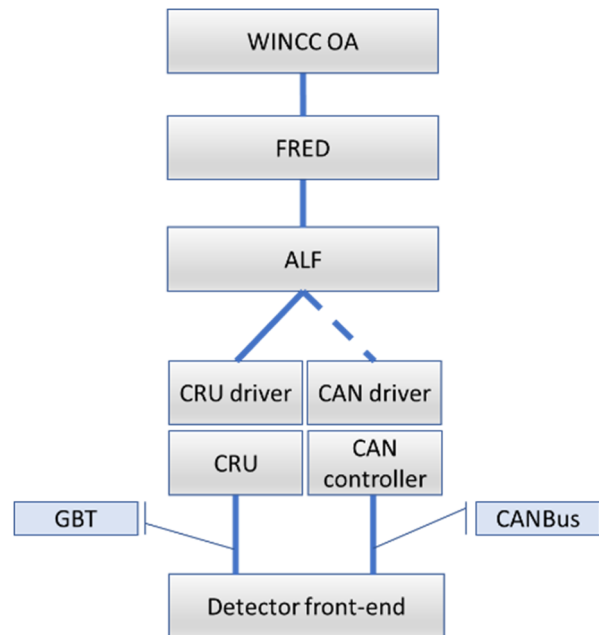 WINCC OA
FRED
ALF
CRU driver
CAN driver
CRU
CAN
controller
GBT
CANBus
Detector front-end